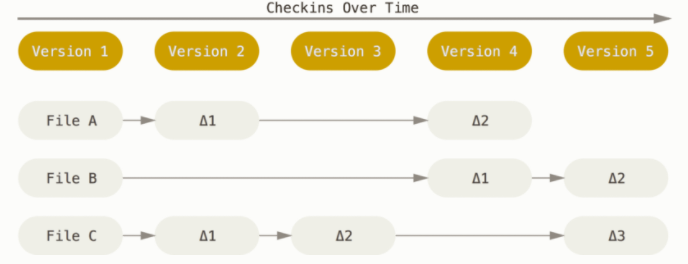 Checkins Over Time
Version 1 Version 2 Version 3 Version 4 Version 5
File A Δ1 Δ2
File B Δ1 Δ2
File C Δ1 Δ2 Δ3